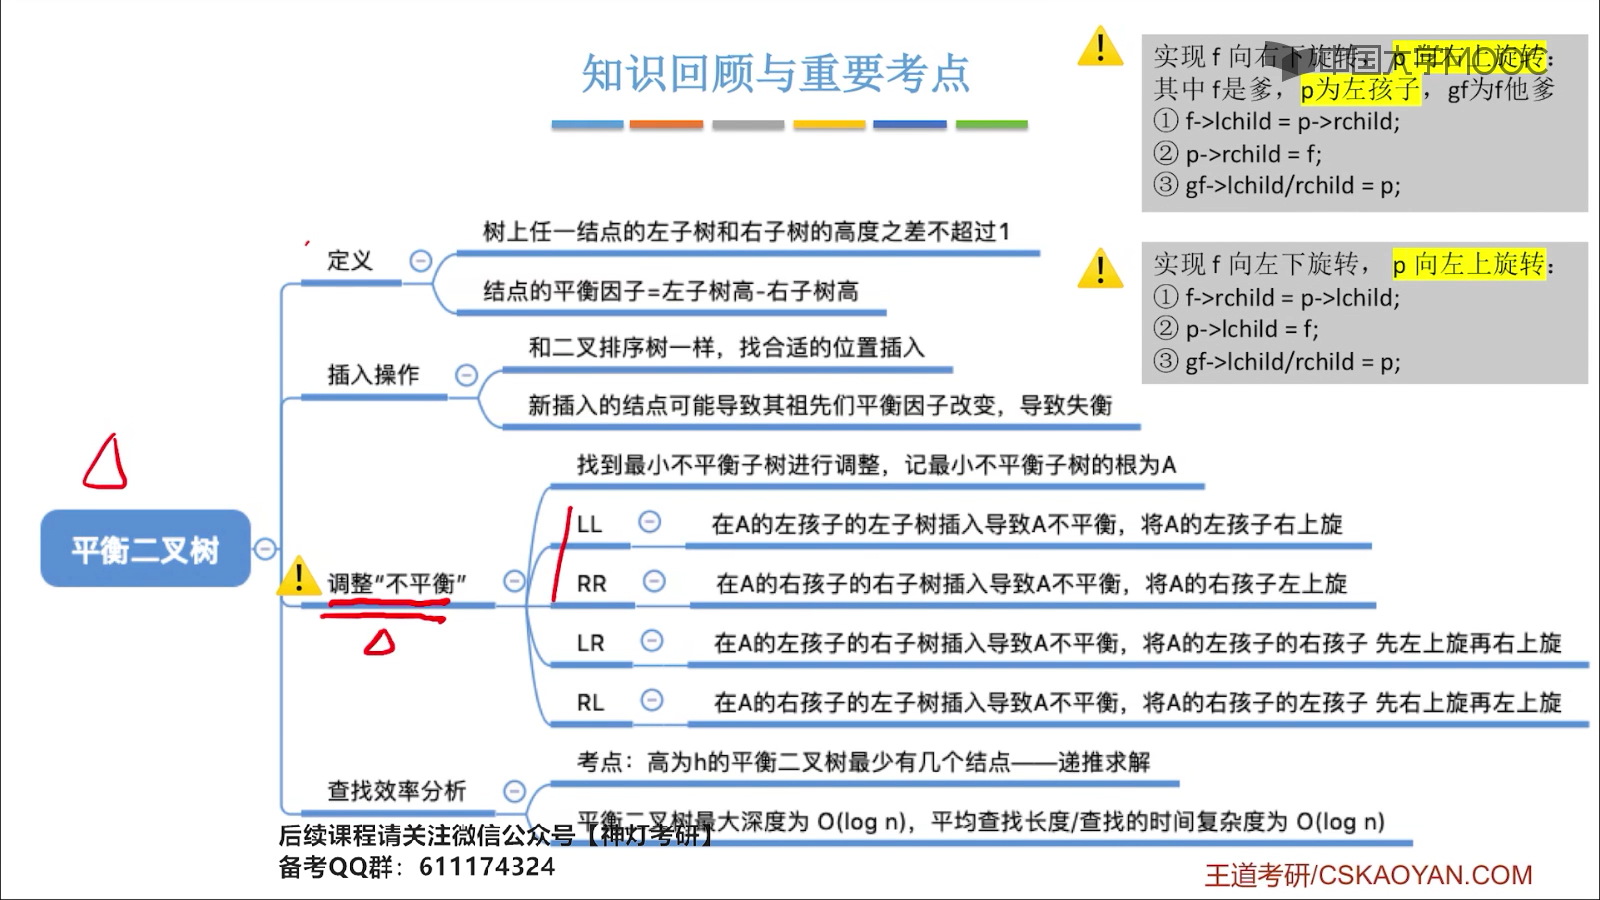 知识回顾与重要考点
实现 f 向右下旋转， p 向右上旋转：
中国大学MOOC
其中 f是爹，p为左孩子，gf为f他爹
① f->lchild = p->rchild;
② p->rchild = f;
③ gf->lchild/rchild = p;
实现 f 向左下旋转， p 向左上旋转：
① f->rchild = p->lchild;
② p->lchild = f;
③ gf->lchild/rchild = p;
平衡二叉树
定义
树上任一结点的左子树和右子树的高度之差不超过1
结点的平衡因子=左子树高-右子树高
插入操作
和二叉排序树一样，找合适的位置插入
新插入的结点可能导致其祖先们平衡因子改变，导致失衡
调整"不平衡"
找到最小不平衡子树进行调整，记最小不平衡子树的根为A
LL
在A的左孩子的左子树插入导致A不平衡，将A的左孩子右上旋
RR
在A的右孩子的右子树插入导致A不平衡，将A的右孩子左上旋
LR
在A的左孩子的右子树插入导致A不平衡，将A的左孩子的右孩子 先左上旋再右上旋
RL
在A的右孩子的左子树插入导致A不平衡，将A的右孩子的左孩子 先右上旋再左上旋
查找效率分析
考点：高为h的平衡二叉树最少有几个结点——递推求解
平衡二叉树最大深度为 O(log n)，平均查找长度/查找的时间复杂度为 O(log n)
后续课程请关注微信公众号【神灯考研】
备考QQ群：611174324
王道考研/CSKAOYAN.COM